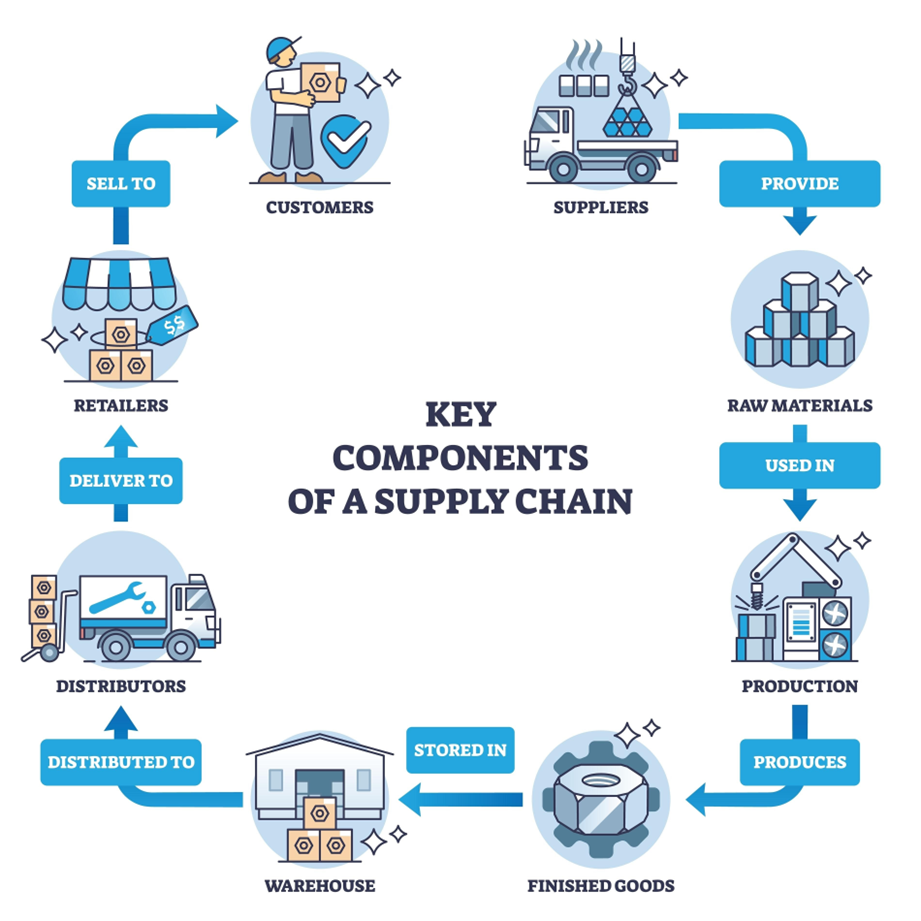 CUSTOMERS
SUPPLIERS
PROVIDE
RAW MATERIALS
USED IN
PRODUCTION
PRODUCES
FINISHED GOODS
STORED IN
WAREHOUSE
DISTRIBUTED TO
DISTRIBUTORS
DELIVER TO
RETAILERS
$$
SELL TO
KEY
COMPONENTS
OF A SUPPLY CHAIN